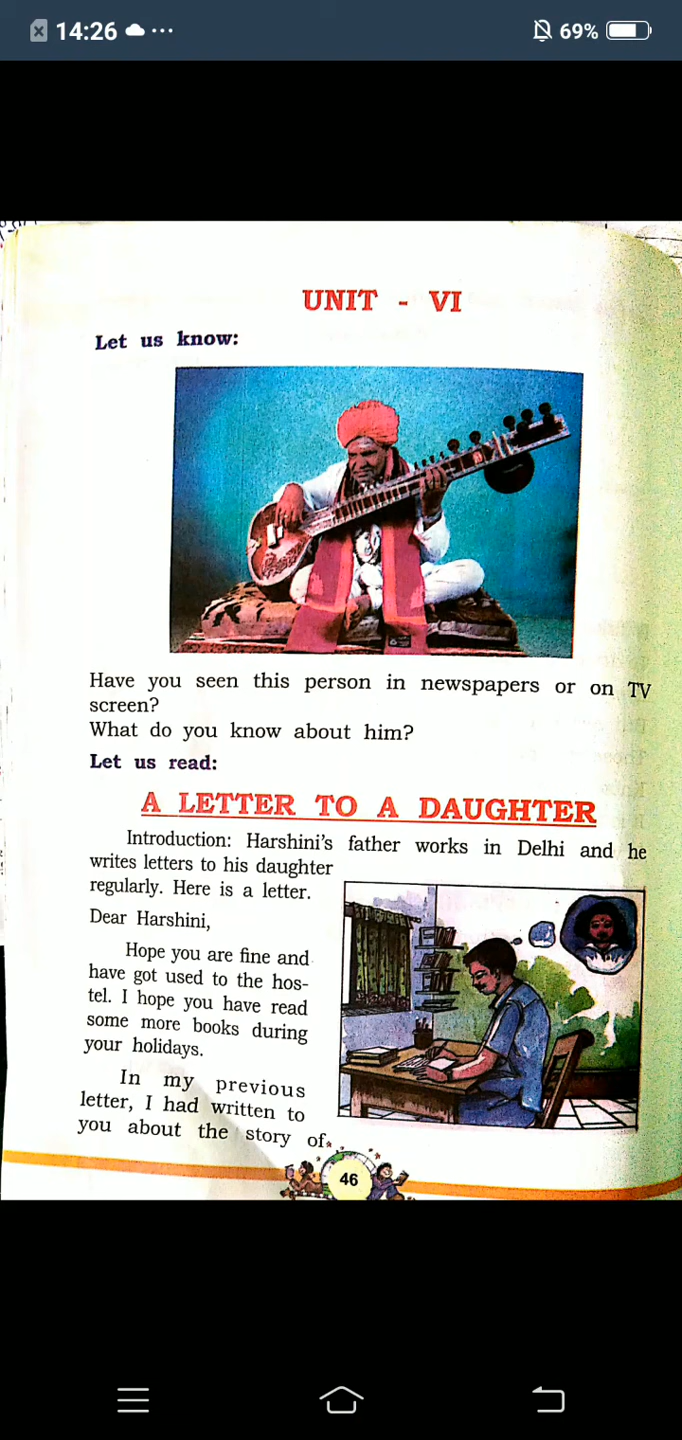 14:26
69%
UNIT - VI
Let us know:
Have you seen this person in newspapers or on TV
screen?
What do you know about him?
Let us read:
A LETTER TO A DAUGHTER
Introduction: Harshini's father works in Delhi and he
writes letters to his daughter
regularly. Here is a letter.
Dear Harshini,
Hope you are fine and
have got used to the hos-
tel. I hope you have read
some more books during
your holidays.
In my previous
letter, I had written to
you about the story of
46